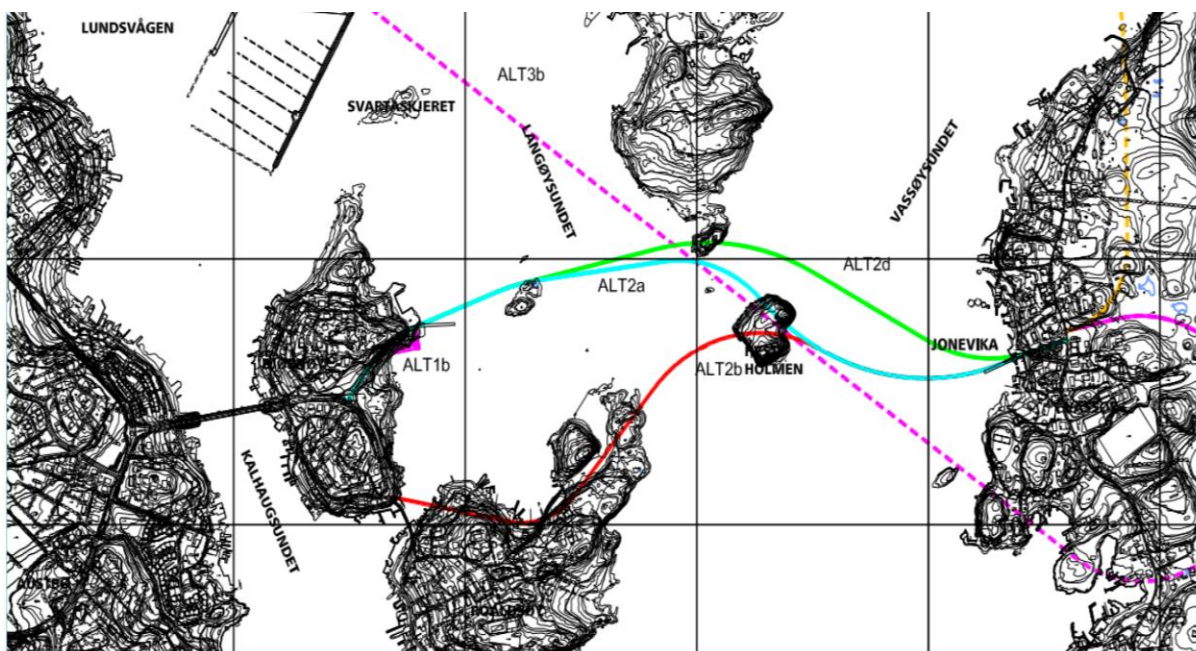 LUNDSVÅGEN
ALT3b
SVARTASKJERET
LANGØYSUNDET
VASSØYSUNDET
ALT2d
ALT2a
JONEVIKA
ALT1b
ALT2b
HOLMEN
KALHAUGSUNDET